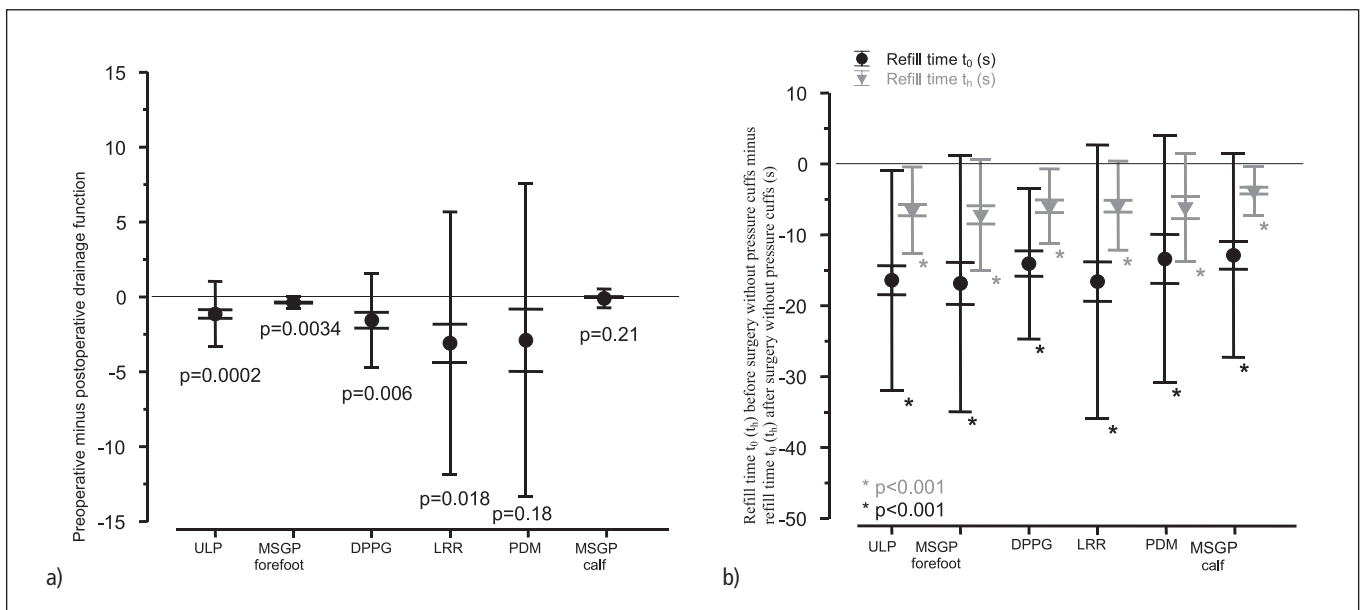 Preoperative minus postoperative drainage function
15
10
5
0
-5
-10
-15
p=0.0002
p=0.0034
p=0.006
p=0.018
p=0.18
p=0.21
ULP
MSGP
forefoot
DPPG
LRR
PDM
MSGP
calf
a)
Refill time t₀ (s)
Refill time tₕ (s)
Refill time t₀ (tₕ) before surgery without pressure cuffs minus
refill time t₀ (tₕ) after surgery without pressure cuffs (s)
10
0
-10
-20
-30
-40
-50
* * * * * *
* * * * * *
* p<0.001
* p<0.001
ULP
MSGP
forefoot
DPPG
LRR
PDM
MSGP
calf
b)